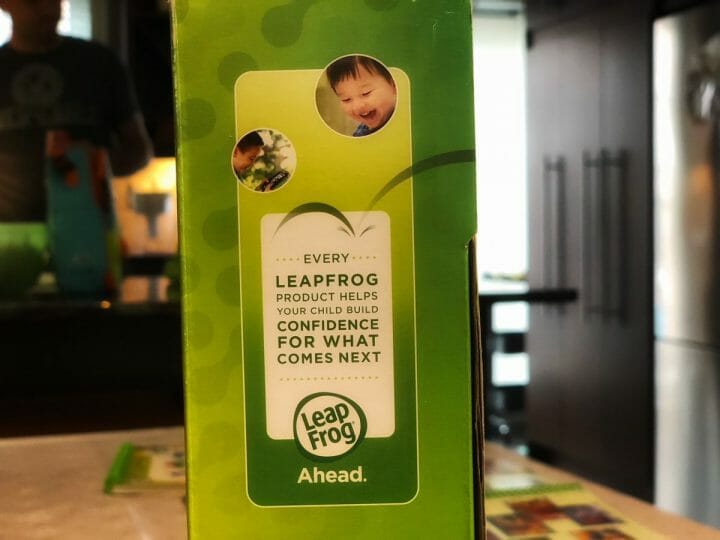 EVERY
LEAPFROG
PRODUCT HELPS
YOUR CHILD BUILD
CONFIDENCE
FOR WHAT
COMES NEXT
Leap
Frog
Ahead.